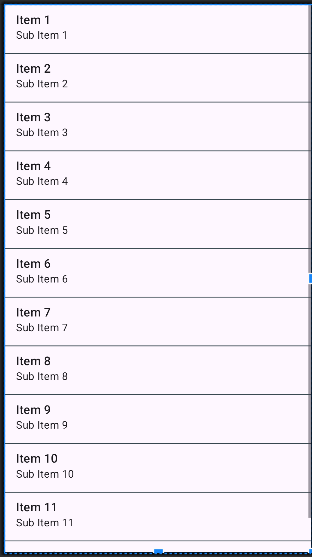 Item 1
Sub Item 1
Item 2
Sub Item 2
Item 3
Sub Item 3
Item 4
Sub Item 4
Item 5
Sub Item 5
Item 6
Sub Item 6
Item 7
Sub Item 7
Item 8
Sub Item 8
Item 9
Sub Item 9
Item 10
Sub Item 10
Item 11
Sub Item 11